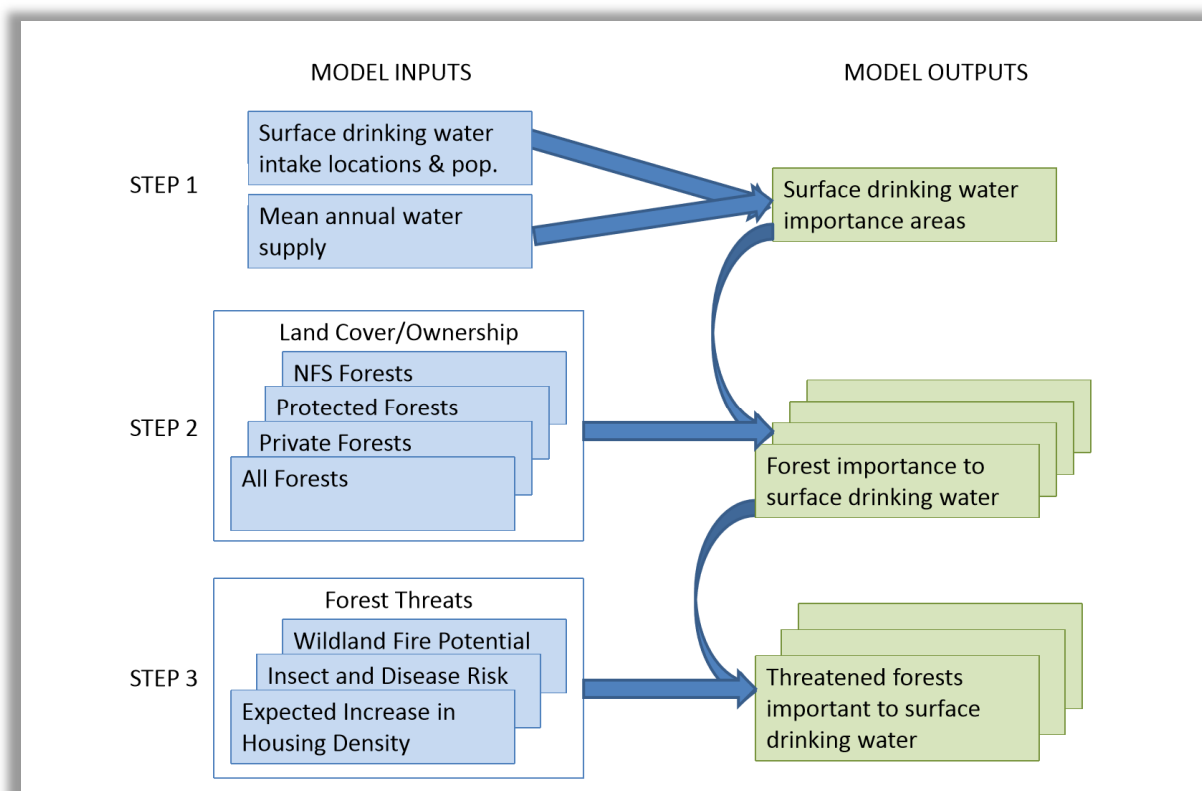 MODEL INPUTS
MODEL OUTPUTS
STEP 1
Surface drinking water
intake locations & pop.
Mean annual water
supply
Surface drinking water
importance areas
STEP 2
Land Cover/Ownership
NFS Forests
Protected Forests
Private Forests
All Forests
Forest importance to
surface drinking water
STEP 3
Forest Threats
Wildland Fire Potential
Insect and Disease Risk
Expected Increase in
Housing Density
Threatened forests
important to surface
drinking water